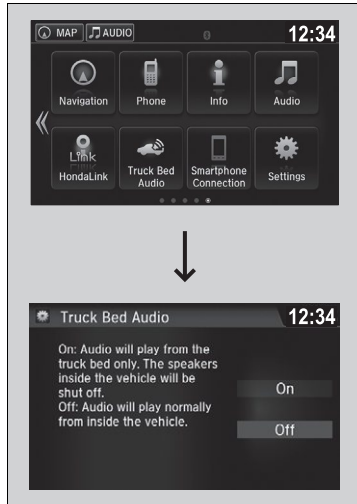 MAP AUDIO 12:34
Navigation Phone Info Audio
Link
HondaLink Truck Bed Audio Smartphone Connection Settings
Truck Bed Audio 12:34
On: Audio will play from the
truck bed only. The speakers
inside the vehicle will be
shut off.
Off: Audio will play normally
from inside the vehicle.
On
Off